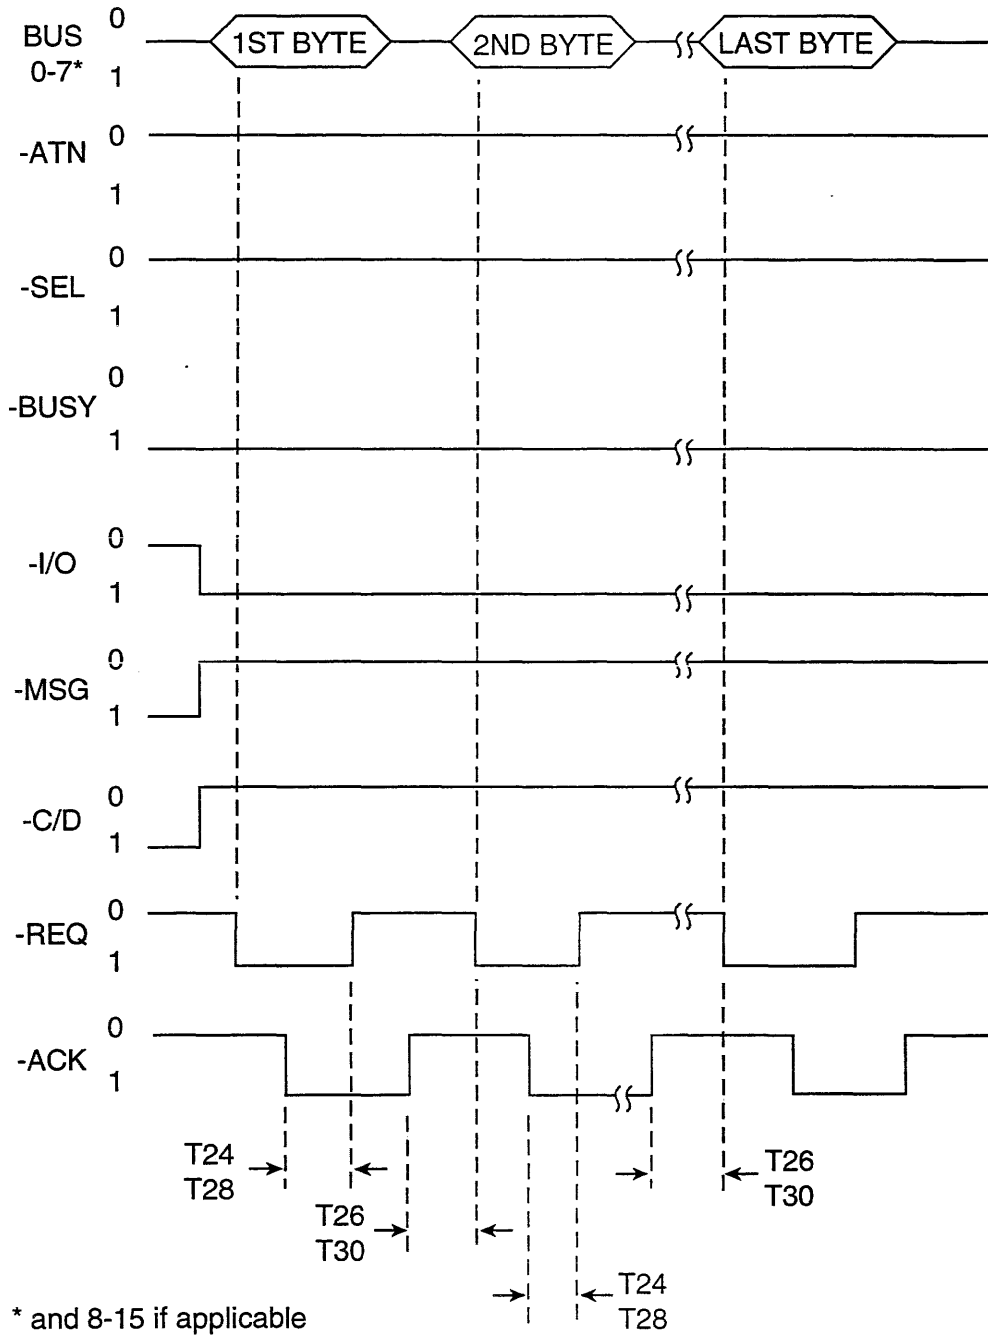 BUS
0-7*
0
1
1ST BYTE
2ND BYTE
LAST BYTE
-ATN
0
1
-SEL
0
1
-BUSY
0
1
-I/O
0
1
-MSG
0
1
-C/D
0
1
-REQ
0
1
-ACK
0
1
T24
T28
T26
T30
T26
T30
T24
T28
* and 8-15 if applicable